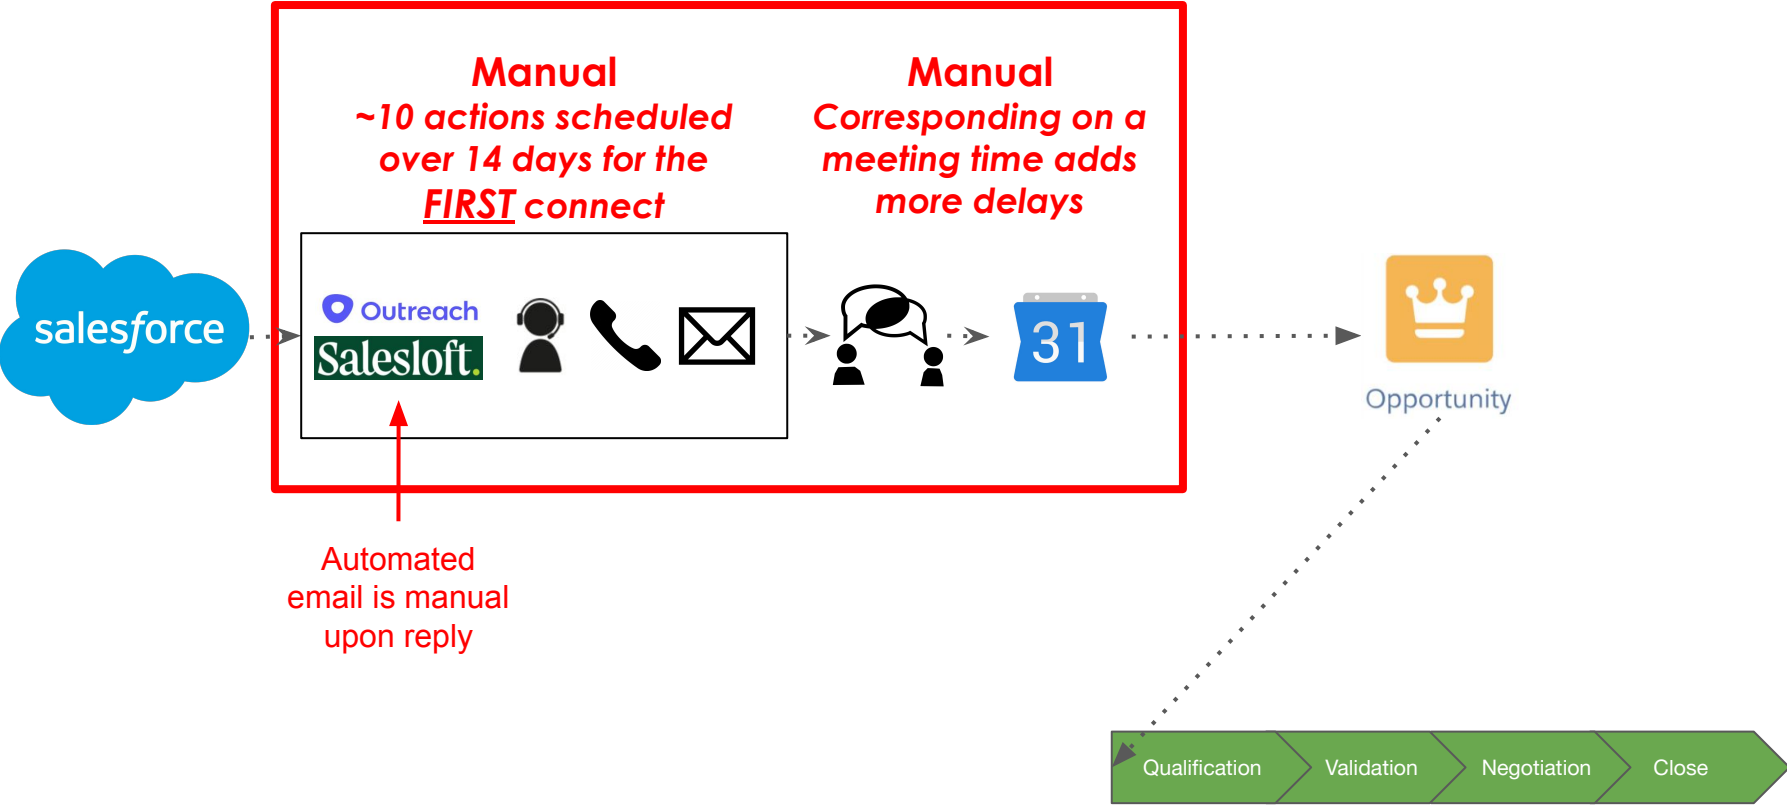 Manual
~10 actions scheduled
over 14 days for the
FIRST connect
Manual
Corresponding on a
meeting time adds
more delays
salesforce
Outreach
Salesloft.
31
Opportunity
Automated
email is manual
upon reply
Qualification
Validation
Negotiation
Close